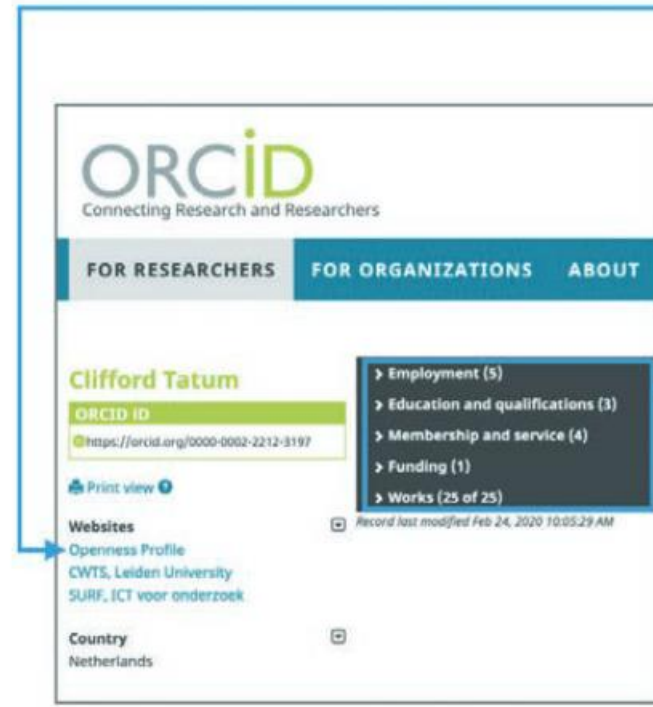 ORCID
Connecting Research and Researchers
FOR RESEARCHERS FOR ORGANIZATIONS ABOUT
Clifford Tatum
ORCID iD
https://orcid.org/0000-0002-2212-3197
Print view
Websites
Openness Profile
CWTS, Leiden University
SURF, ICT voor onderzoek
Country
Netherlands
Employment (5)
Education and qualifications (3)
Membership and service (4)
Funding (1)
Works (25 of 25)
Record last modified Feb 24, 2020 10:05:29 AM